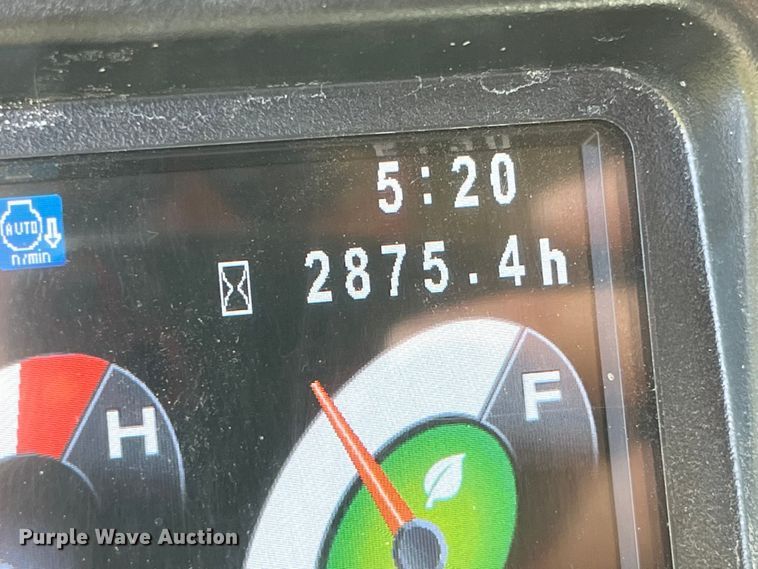 5:20
AUTO
n/min
2875.4h
H
F
Purple Wave Auction